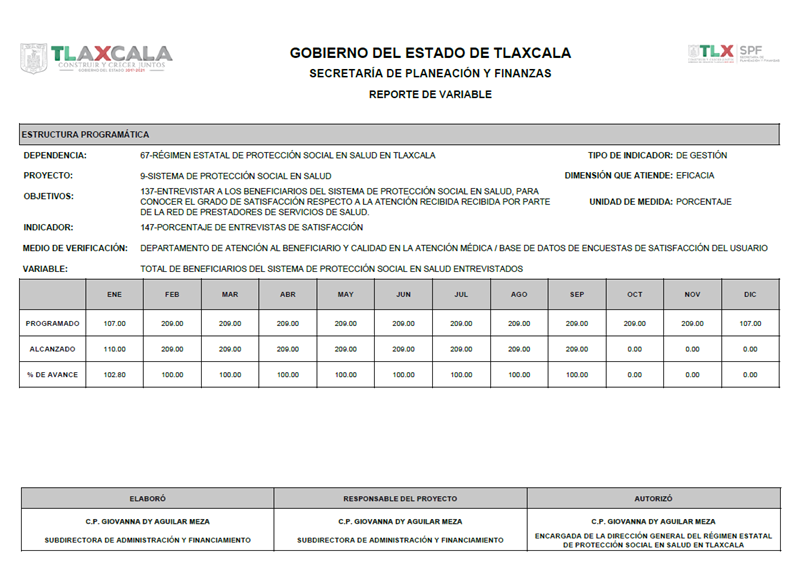 TLAXCALA
CONSTRUIR Y CRECER JUNTOS
GOBIERNO DEL ESTADO 2017-2021
GOBIERNO DEL ESTADO DE TLAXCALA
SECRETARÍA DE PLANEACIÓN Y FINANZAS
REPORTE DE VARIABLE
TLX SPF
ESTRUCTURA PROGRAMÁTICA
DEPENDENCIA: 67-RÉGIMEN ESTATAL DE PROTECCIÓN SOCIAL EN SALUD EN TLAXCALA TIPO DE INDICADOR: DE GESTIÓN
PROYECTO: 9-SISTEMA DE PROTECCIÓN SOCIAL EN SALUD DIMENSIÓN QUE ATIENDE: EFICACIA
OBJETIVOS: 137-ENTREVISTAR A LOS BENEFICIARIOS DEL SISTEMA DE PROTECCIÓN SOCIAL EN SALUD, PARA
CONOCER EL GRADO DE SATISFACCIÓN RESPECTO A LA ATENCIÓN RECIBIDA RECIBIDA POR PARTE
DE LA RED DE PRESTADORES DE SERVICIOS DE SALUD.
UNIDAD DE MEDIDA: PORCENTAJE
INDICADOR: 147-PORCENTAJE DE ENTREVISTAS DE SATISFACCIÓN
MEDIO DE VERIFICACIÓN: DEPARTAMENTO DE ATENCIÓN AL BENEFICIARIO Y CALIDAD EN LA ATENCIÓN MÉDICA / BASE DE DATOS DE ENCUESTAS DE SATISFACCIÓN DEL USUARIO
VARIABLE: TOTAL DE BENEFICIARIOS DEL SISTEMA DE PROTECCIÓN SOCIAL EN SALUD ENTREVISTADOS
ENE FEB MAR ABR MAY JUN JUL AGO SEP OCT NOV DIC
PROGRAMADO 107.00 209.00 209.00 209.00 209.00 209.00 209.00 209.00 209.00 209.00 209.00 107.00
ALCANZADO 110.00 209.00 209.00 209.00 209.00 209.00 209.00 209.00 209.00 0.00 0.00 0.00
% DE AVANCE 102.80 100.00 100.00 100.00 100.00 100.00 100.00 100.00 100.00 0.00 0.00 0.00
ELABORÓ RESPONSABLE DEL PROYECTO AUTORIZÓ
C.P. GIOVANNA DY AGUILAR MEZA C.P. GIOVANNA DY AGUILAR MEZA C.P. GIOVANNA DY AGUILAR MEZA
SUBDIRECTORA DE ADMINISTRACIÓN Y FINANCIAMIENTO SUBDIRECTORA DE ADMINISTRACIÓN Y FINANCIAMIENTO ENCARGADA DE LA DIRECCIÓN GENERAL DEL RÉGIMEN ESTATAL
DE PROTECCIÓN SOCIAL EN SALUD EN TLAXCALA